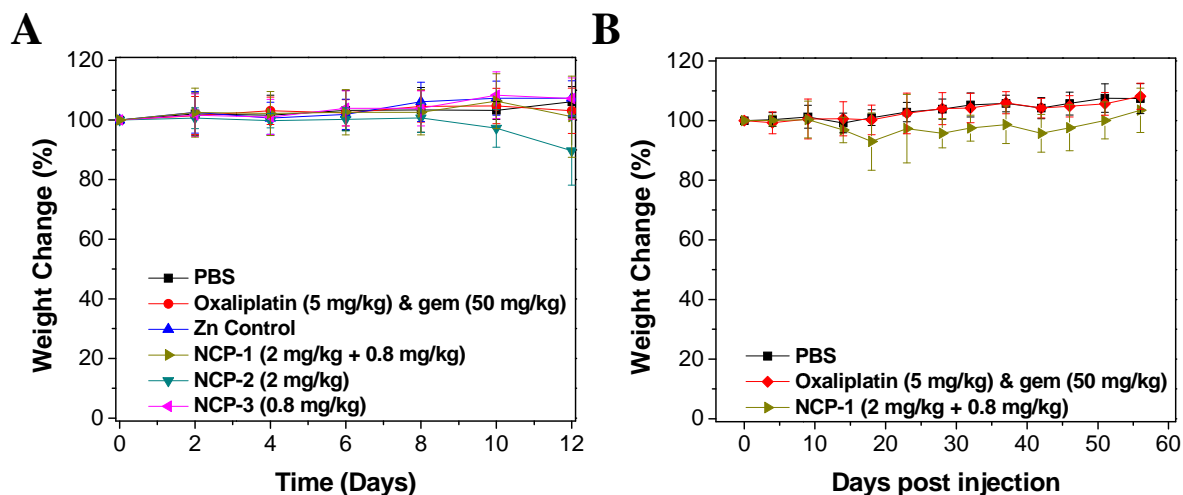 A
Weight Change (%)
120
100
80
60
40
20
0
PBS
Oxaliplatin (5 mg/kg) & gem (50 mg/kg)
Zn Control
NCP-1 (2 mg/kg + 0.8 mg/kg)
NCP-2 (2 mg/kg)
NCP-3 (0.8 mg/kg)
0 2 4 6 8 10 12
Time (Days)
B
Weight Change (%)
120
100
80
60
40
20
0
PBS
Oxaliplatin (5 mg/kg) & gem (50 mg/kg)
NCP-1 (2 mg/kg + 0.8 mg/kg)
0 10 20 30 40 50 60
Days post injection